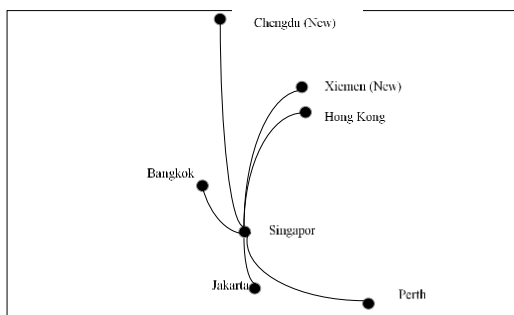 Chengdu (New)
Xiemen (New)
Hong Kong
Bangkok
Singapor
Jakarta
Perth